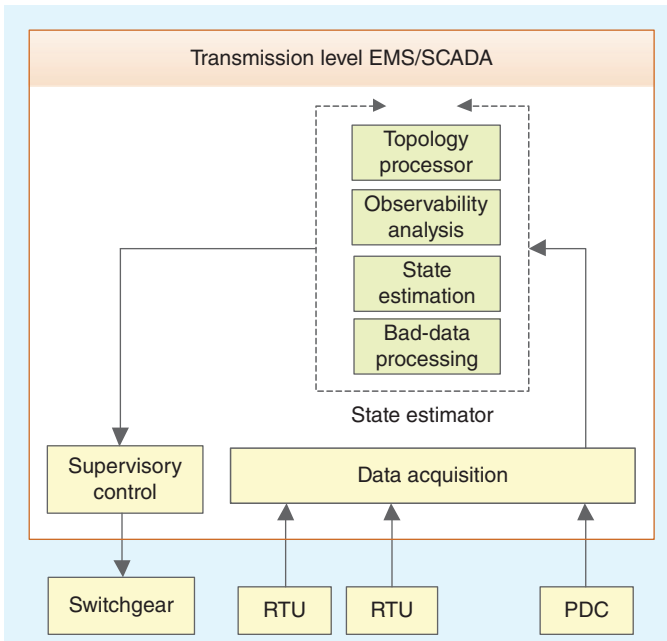 Transmission level EMS/SCADA
Topology
processor
Observability
analysis
State
estimation
Bad-data
processing
State estimator
Supervisory
control
Data acquisition
Switchgear
RTU
RTU
PDC